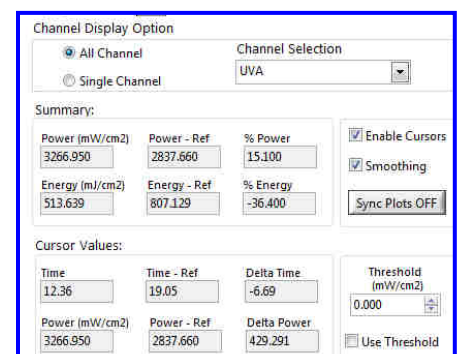 Channel Display Option
All Channel
Single Channel
Channel Selection
UVA
Summary:
Power (mW/cm2) Power - Ref % Power
3266.950 2837.660 15.100
Energy (mJ/cm2) Energy - Ref % Energy
513.639 807.129 -36.400
Enable Cursors
Smoothing
Sync Plots OFF
Cursor Values:
Time Time - Ref Delta Time
12.36 19.05 -6.69
Power (mW/cm2) Power - Ref Delta Power
3266.950 2837.660 429.291
Threshold
(mW/cm2)
0.000
Use Threshold